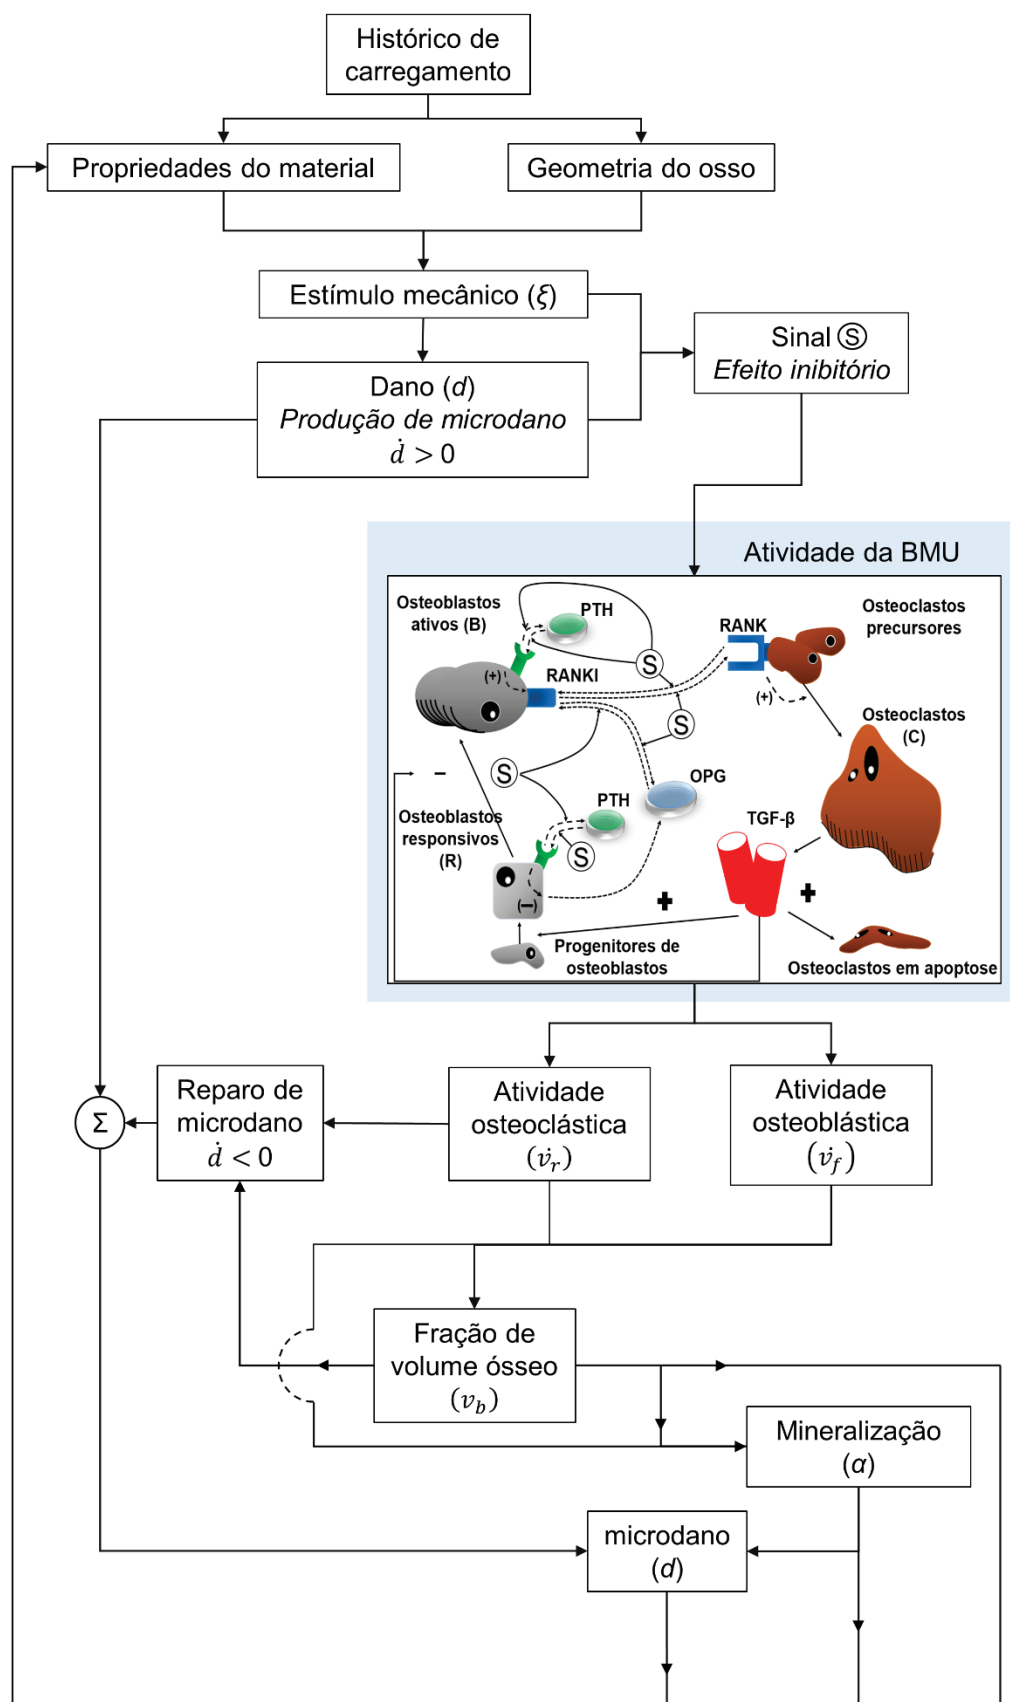 Histórico de
carregamento
Propriedades do material
Geometria do osso
Estímulo mecânico (ξ)
Sinal Ⓢ
Efeito inibitório
Dano (d)
Produção de microdano
ḋ > 0
Atividade da BMU
Osteoblastos
ativos (B)
PTH
RANK
Osteoclastos
precursores
S
(+)
RANKl
(+)
Osteoclastos
(C)
S
–
S
OPG
PTH
Osteoblastos
responsivos
(R)
TGF-β
S
(–)
+
+
Progenitores de
osteoblastos
Osteoclastos em apoptose
Σ
Reparo de
microdano
ḋ < 0
Atividade
osteoclástica
(v̇r)
Atividade
osteoblástica
(v̇f)
Fração de
volume ósseo
(vb)
Mineralização
(α)
microdano
(d)